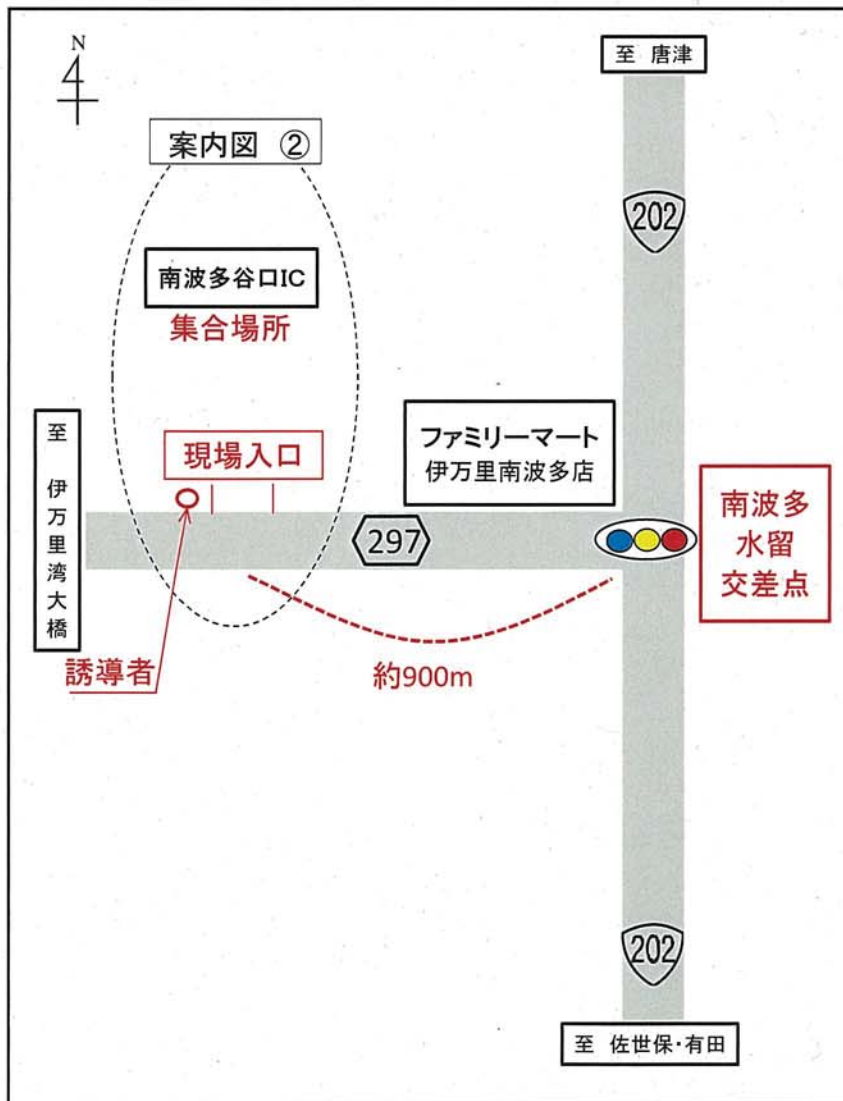 N
至 唐津
案内図 ②
202
南波多谷口IC
集合場所
至 伊万里湾大橋
現場入口
ファミリーマート
伊万里南波多店
297
南波多
水留
交差点
誘導者
約900m
202
至 佐世保・有田